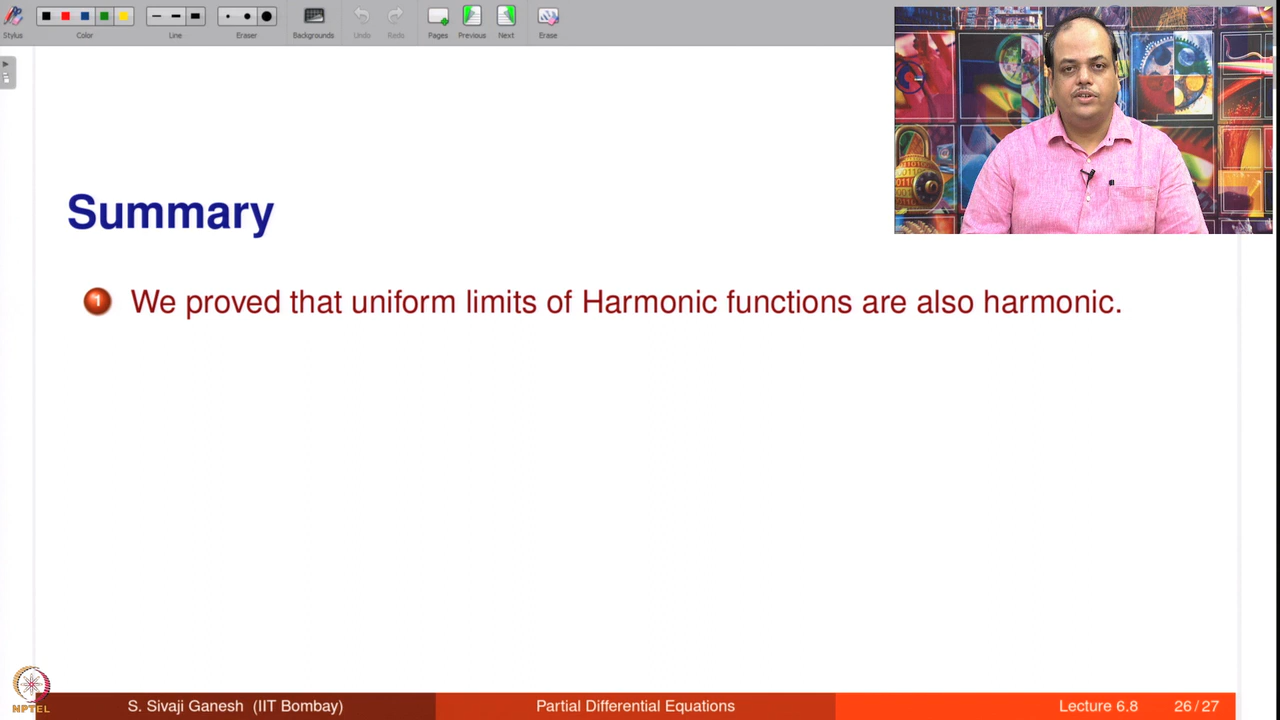 Stylus
Color
Line
Eraser
Backgrounds
Undo
Redo
Pages
Previous
Next
Erase
Summary
1 We proved that uniform limits of Harmonic functions are also harmonic.
NPTEL
S. Sivaji Ganesh (IIT Bombay)
Partial Differential Equations
Lecture 6.8
26/27